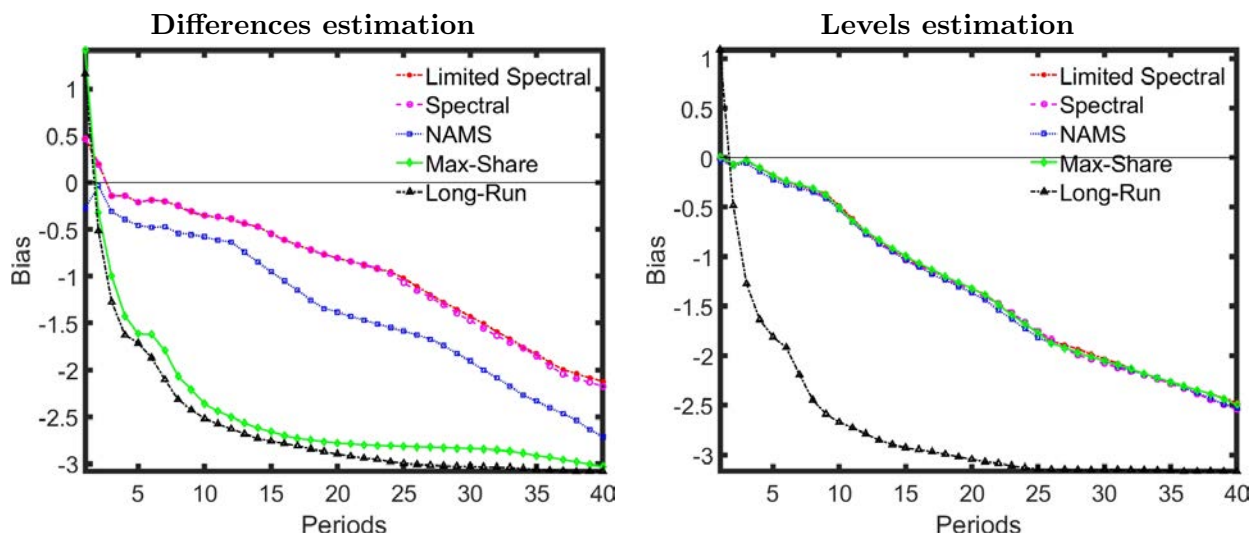 Differences estimation
1
0.5
0
-0.5
-1
-1.5
-2
-2.5
-3
Bias
Limited Spectral
Spectral
NAMS
Max-Share
Long-Run
5 10 15 20 25 30 35 40
Periods
Levels estimation
1
0.5
0
-0.5
-1
-1.5
-2
-2.5
-3
Bias
Limited Spectral
Spectral
NAMS
Max-Share
Long-Run
5 10 15 20 25 30 35 40
Periods